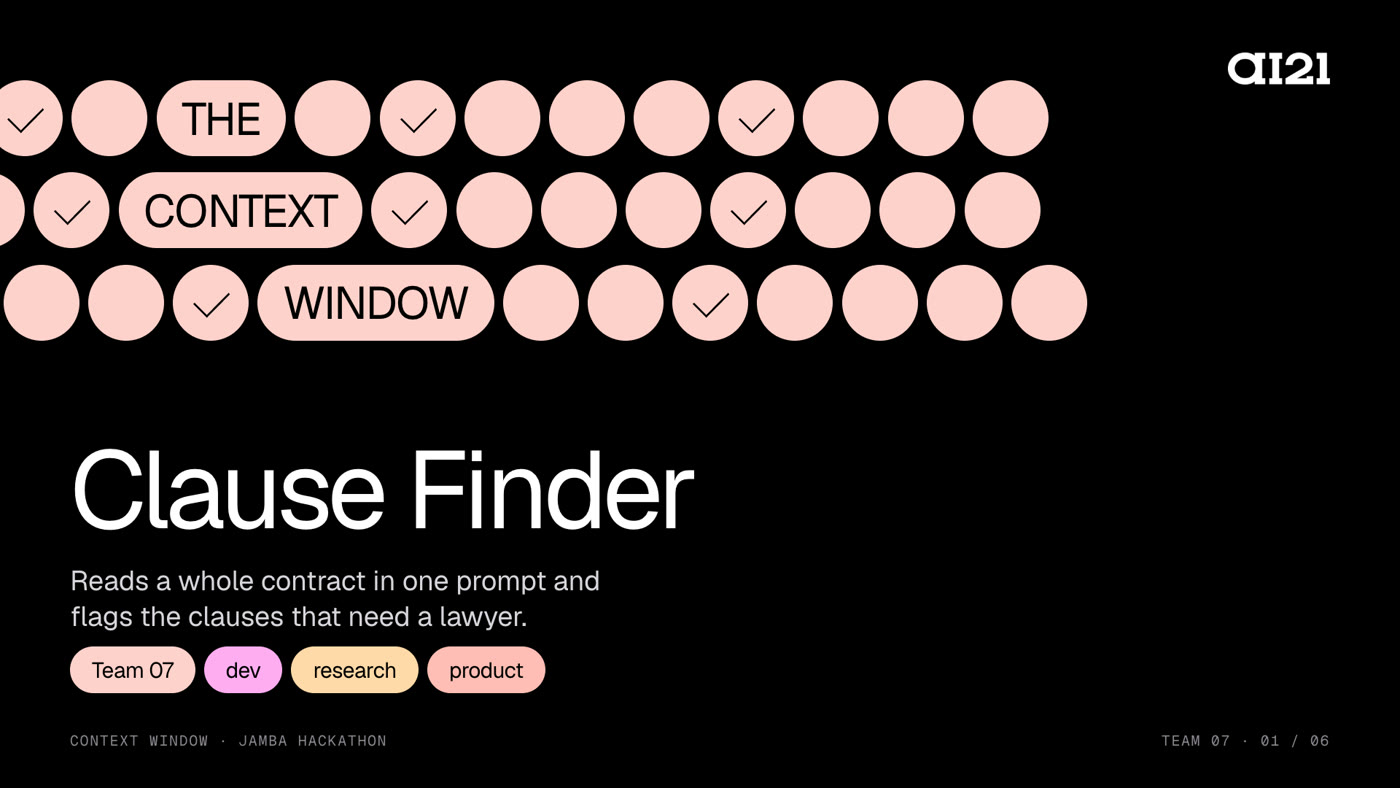 AI21
THE
CONTEXT
WINDOW
Clause Finder
Reads a whole contract in one prompt and
flags the clauses that need a lawyer.
Team 07 dev research product
CONTEXT WINDOW · JAMBA HACKATHON
TEAM 07 · 01 / 06